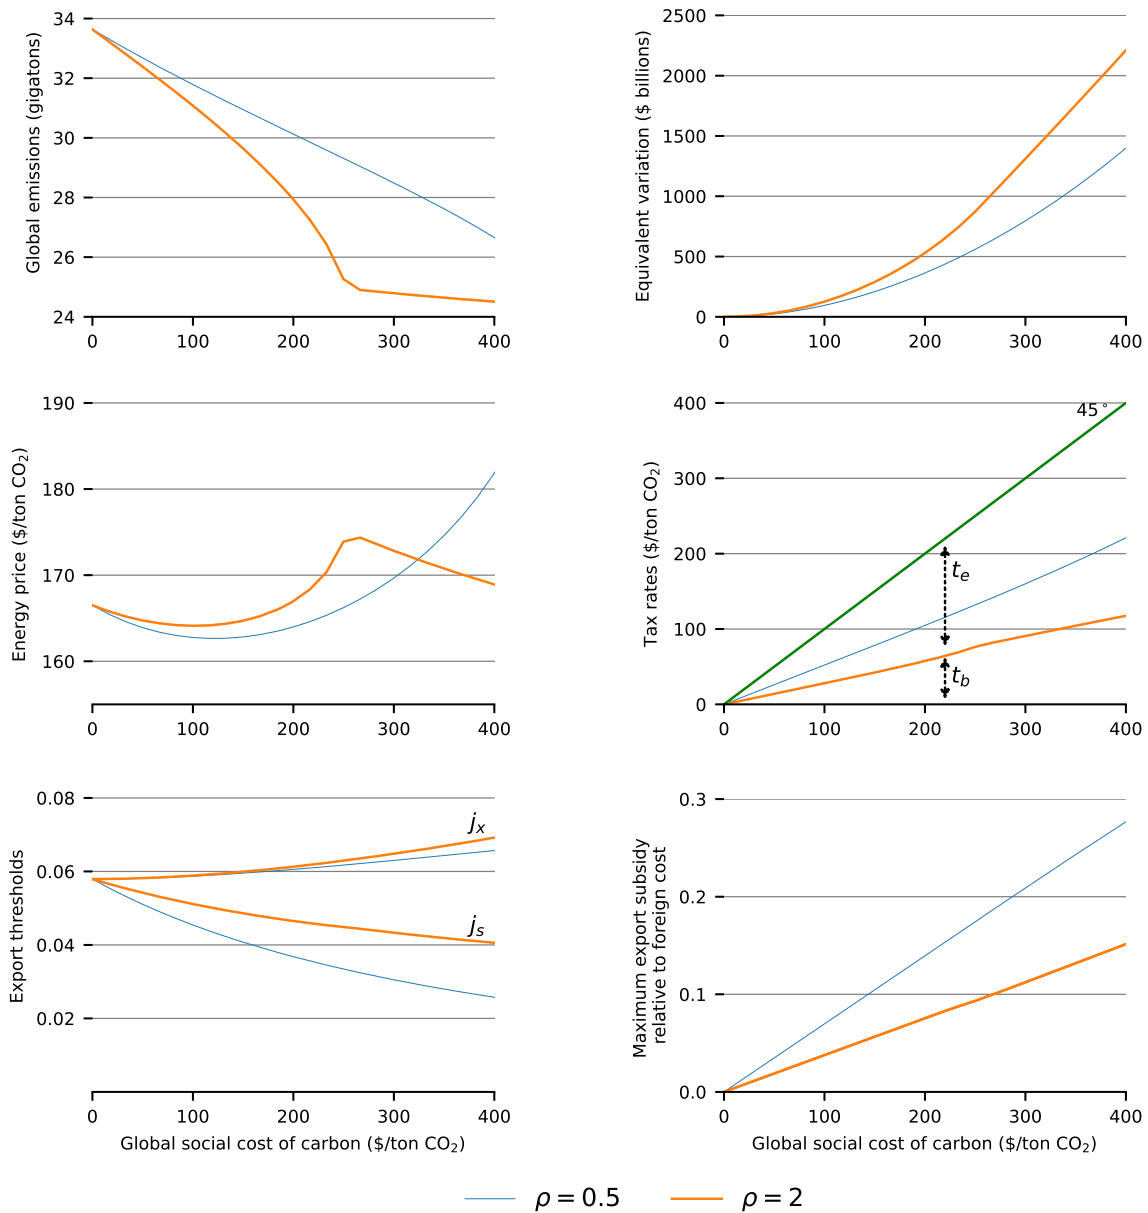 Global emissions (gigatons)
34
32
30
28
26
24
0 100 200 300 400
Equivalent variation ($ billions)
2500
2000
1500
1000
500
0
0 100 200 300 400
Energy price ($/ton CO₂)
190
180
170
160
0 100 200 300 400
Tax rates ($/ton CO₂)
400
300
200
100
0
45°
tₑ
t_b
0 100 200 300 400
Export thresholds
0.08
0.06
0.04
0.02
jₓ
jₛ
0 100 200 300 400
Global social cost of carbon ($/ton CO₂)
Maximum export subsidy
relative to foreign cost
0.3
0.2
0.1
0.0
0 100 200 300 400
Global social cost of carbon ($/ton CO₂)
ρ = 0.5 ρ = 2